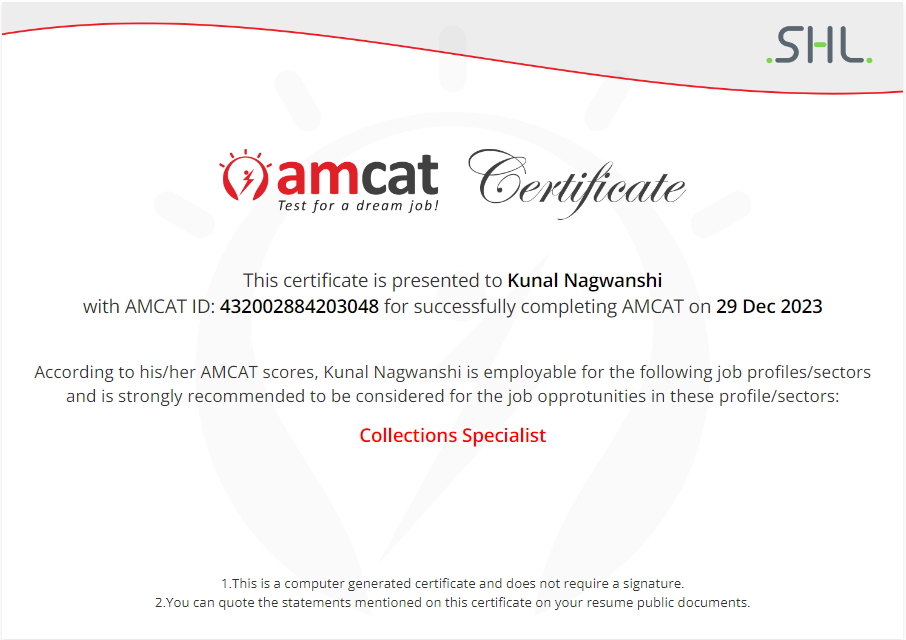 .SHL.
amcat
Test for a dream job!
Certificate
This certificate is presented to Kunal Nagwanshi
with AMCAT ID: 432002884203048 for successfully completing AMCAT on 29 Dec 2023
According to his/her AMCAT scores, Kunal Nagwanshi is employable for the following job profiles/sectors
and is strongly recommended to be considered for the job opprotunities in these profile/sectors:
Collections Specialist
1.This is a computer generated certificate and does not require a signature.
2.You can quote the statements mentioned on this certificate on your resume public documents.